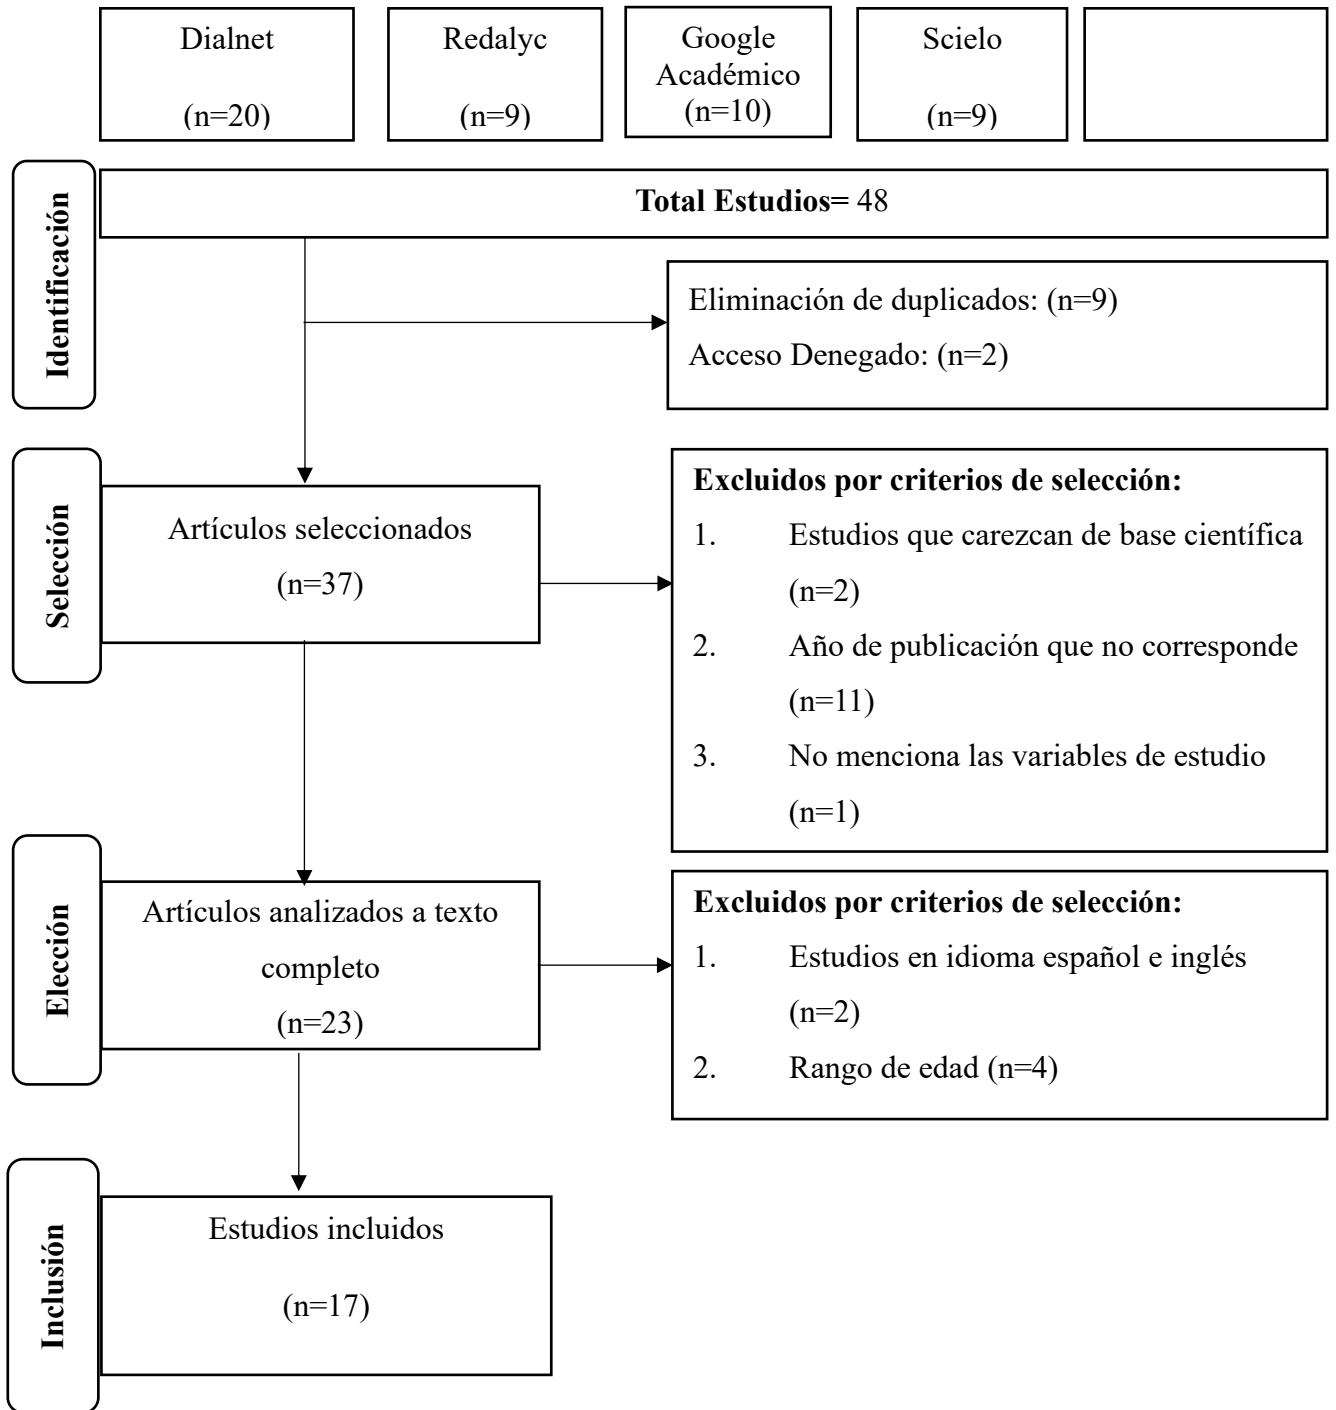 Dialnet
(n=20)
Redalyc
(n=9)
Google
Académico
(n=10)
Scielo
(n=9)
Identificación
Total Estudios= 48
Eliminación de duplicados: (n=9)
Acceso Denegado: (n=2)
Selección
Artículos seleccionados
(n=37)
Excluidos por criterios de selección:
1. Estudios que carezcan de base científica
(n=2)
2. Año de publicación que no corresponde
(n=11)
3. No menciona las variables de estudio
(n=1)
Elección
Artículos analizados a texto
completo
(n=23)
Excluidos por criterios de selección:
1. Estudios en idioma español e inglés
(n=2)
2. Rango de edad (n=4)
Inclusión
Estudios incluidos
(n=17)